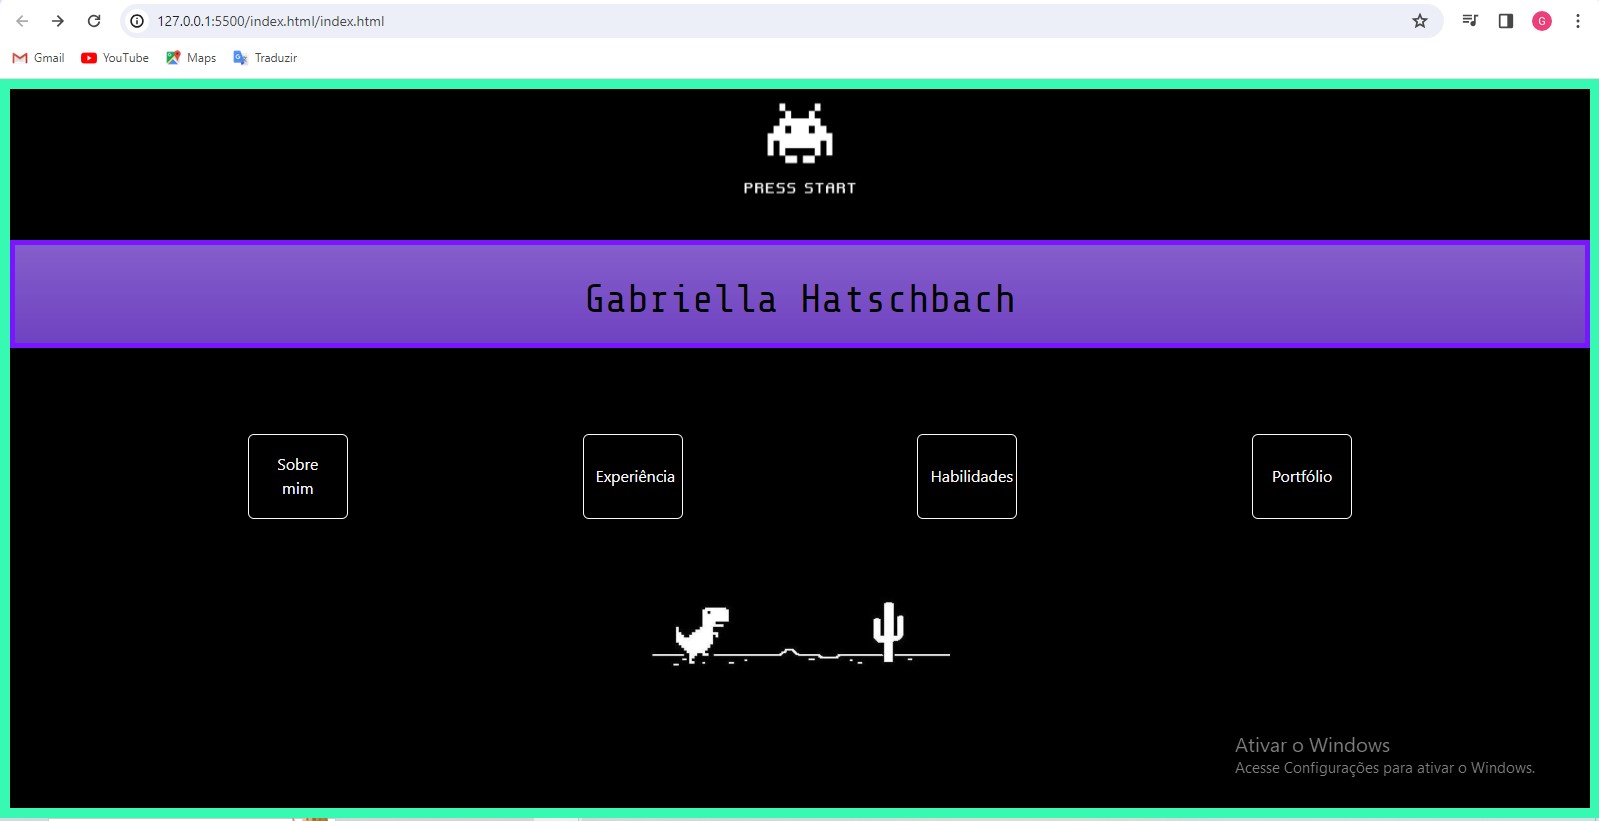 127.0.0.1:5500/index.html/index.html
G
Gmail YouTube Maps Traduzir
PRESS START
Gabriella Hatschbach
Sobre mim
Experiência
Habilidades
Portfólio
Ativar o Windows
Acesse Configurações para ativar o Windows.